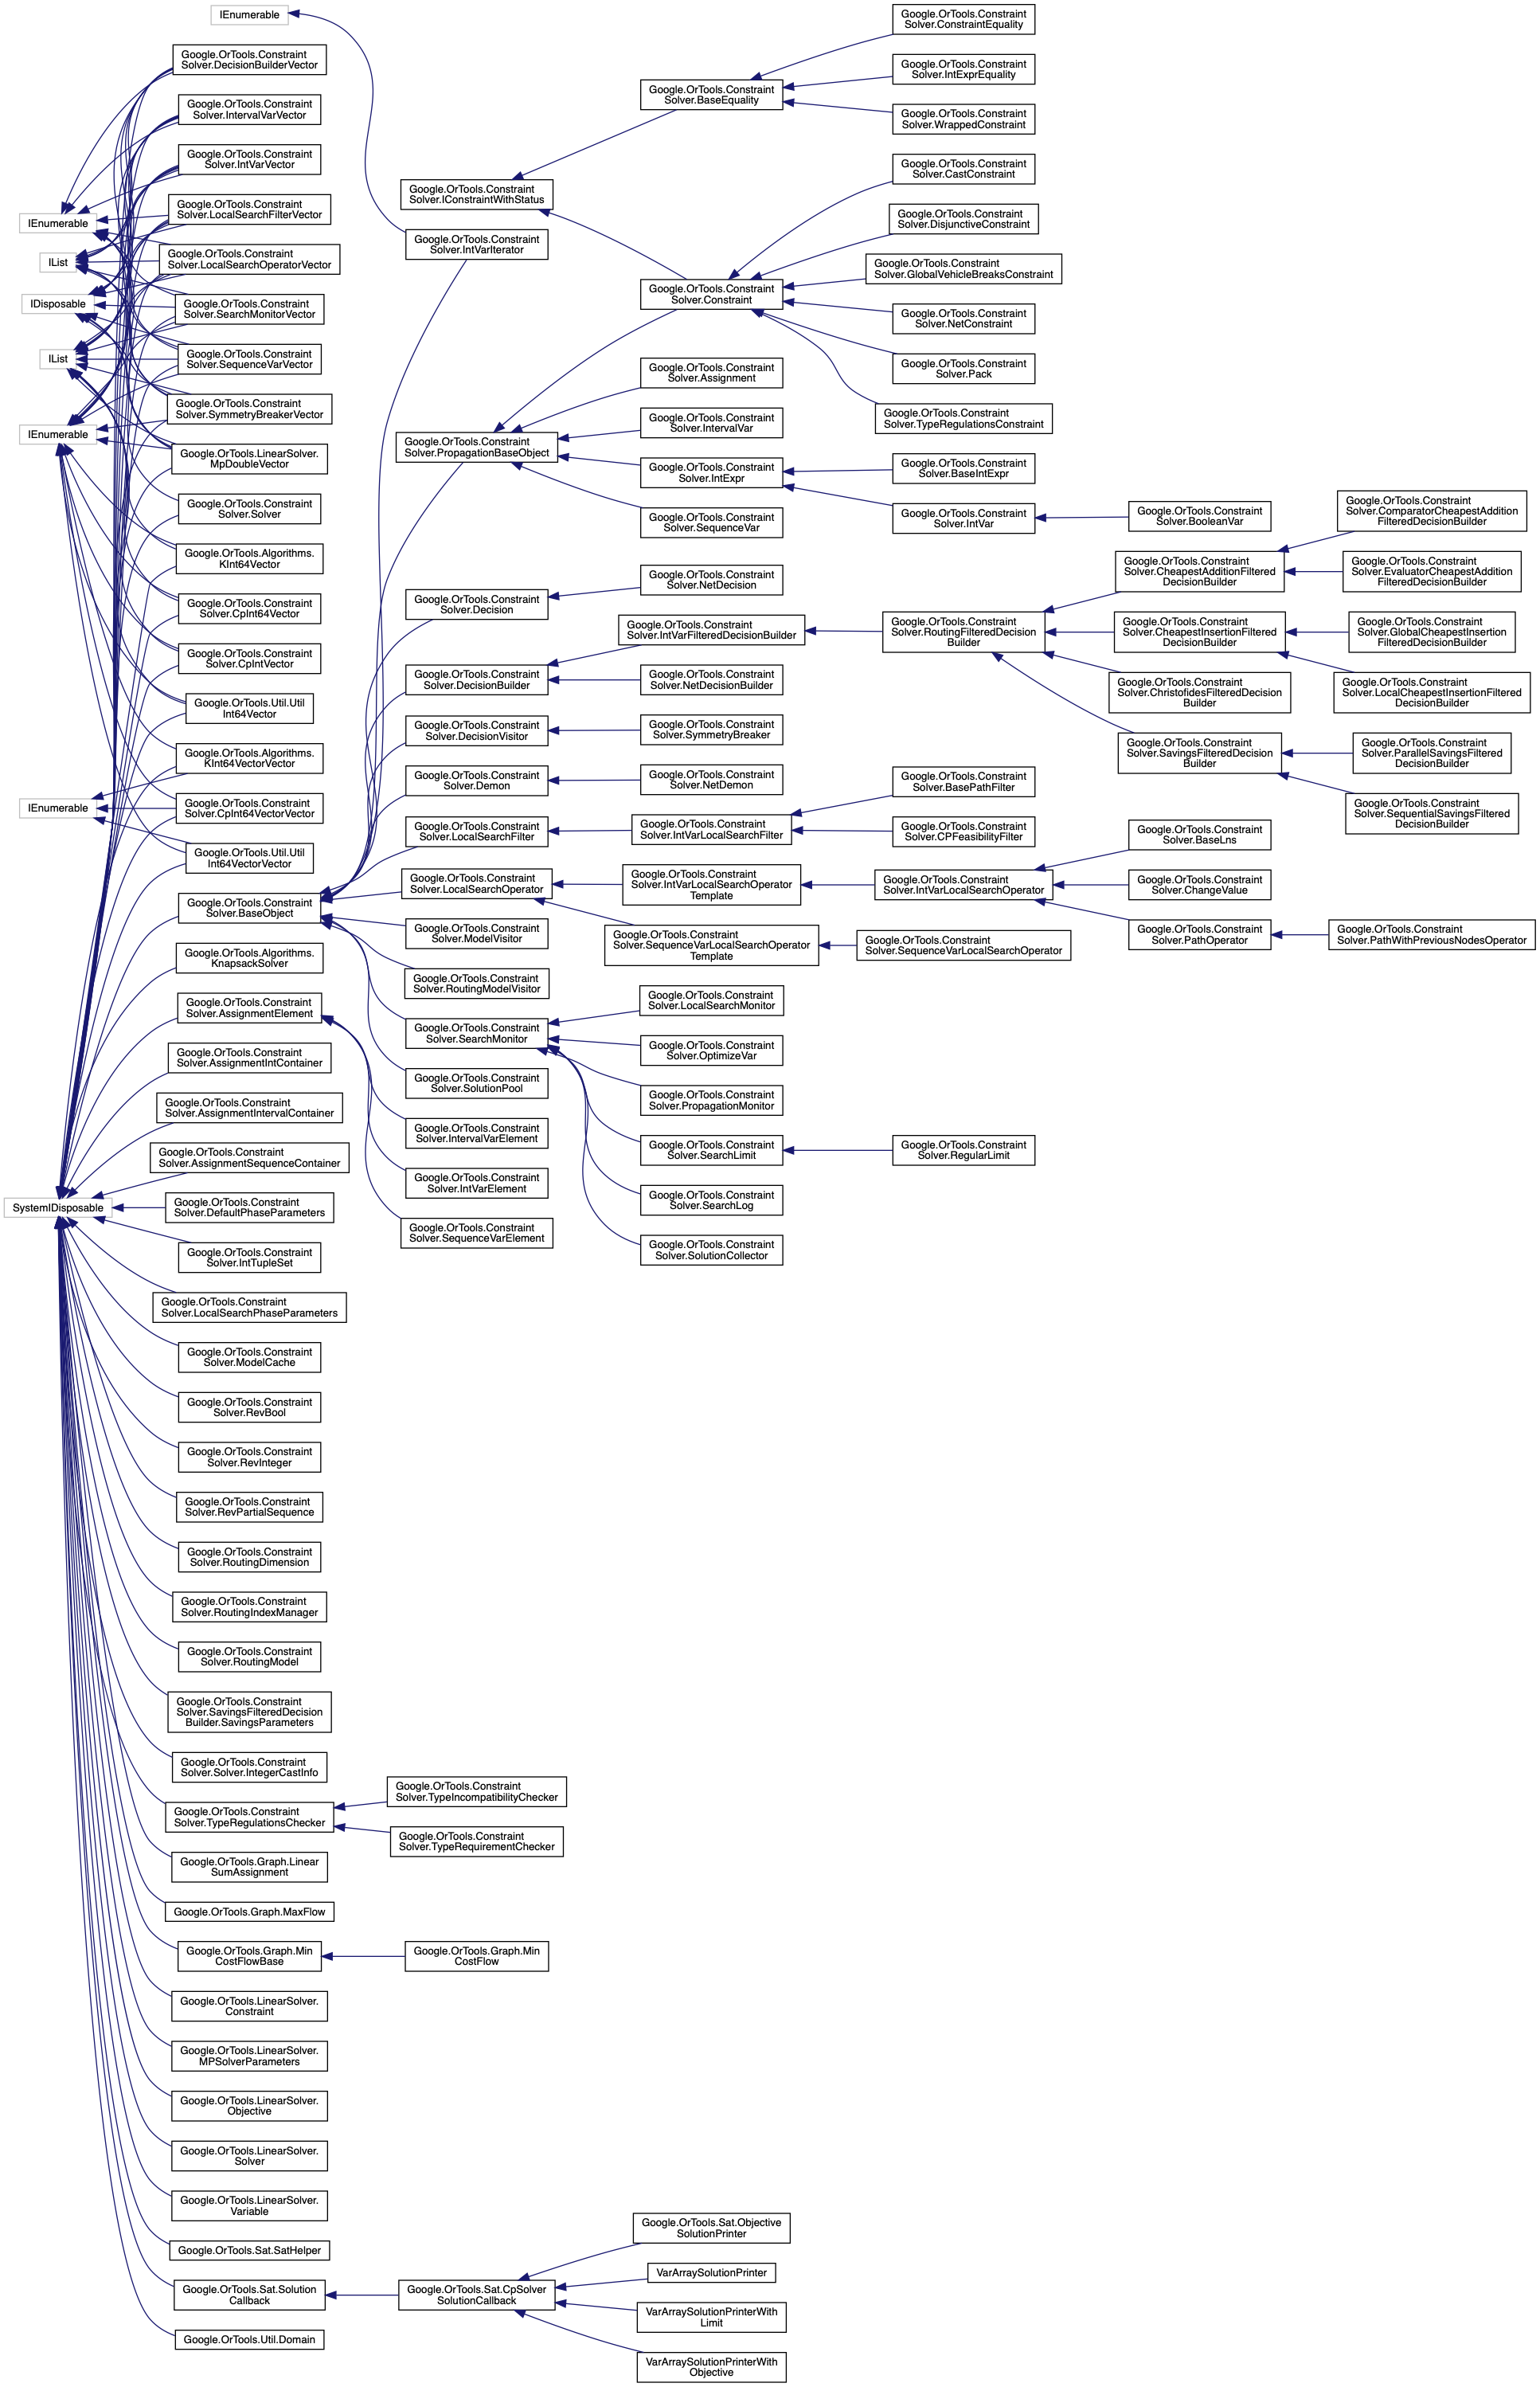 IEnumerable
Google.OrTools.Constraint
Solver.DecisionBuilderVector
Google.OrTools.Constraint
Solver.IntervalVarVector
Google.OrTools.Constraint
Solver.IntVarVector
Google.OrTools.Constraint
Solver.LocalSearchFilterVector
IEnumerable
Google.OrTools.Constraint
Solver.LocalSearchOperatorVector
IList
IDisposable
Google.OrTools.Constraint
Solver.SearchMonitorVector
IList
Google.OrTools.Constraint
Solver.SequenceVarVector
Google.OrTools.Constraint
Solver.SymmetryBreakerVector
IEnumerable
Google.OrTools.LinearSolver.
MpDoubleVector
Google.OrTools.Constraint
Solver.Solver
Google.OrTools.Algorithms.
KInt64Vector
Google.OrTools.Constraint
Solver.CpInt64Vector
Google.OrTools.Constraint
Solver.CpIntVector
Google.OrTools.Util.Util
Int64Vector
Google.OrTools.Algorithms.
KInt64VectorVector
IEnumerable
Google.OrTools.Constraint
Solver.CpInt64VectorVector
Google.OrTools.Util.Util
Int64VectorVector
Google.OrTools.Constraint
Solver.BaseObject
Google.OrTools.Algorithms.
KnapsackSolver
Google.OrTools.Constraint
Solver.AssignmentElement
Google.OrTools.Constraint
Solver.AssignmentIntContainer
Google.OrTools.Constraint
Solver.AssignmentIntervalContainer
Google.OrTools.Constraint
Solver.AssignmentSequenceContainer
SystemIDisposable
Google.OrTools.Constraint
Solver.DefaultPhaseParameters
Google.OrTools.Constraint
Solver.IntTupleSet
Google.OrTools.Constraint
Solver.LocalSearchPhaseParameters
Google.OrTools.Constraint
Solver.ModelCache
Google.OrTools.Constraint
Solver.RevBool
Google.OrTools.Constraint
Solver.RevInteger
Google.OrTools.Constraint
Solver.RevPartialSequence
Google.OrTools.Constraint
Solver.RoutingDimension
Google.OrTools.Constraint
Solver.RoutingIndexManager
Google.OrTools.Constraint
Solver.RoutingModel
Google.OrTools.Constraint
Solver.SavingsFilteredDecision
Builder.SavingsParameters
Google.OrTools.Constraint
Solver.Solver.IntegerCastInfo
Google.OrTools.Constraint
Solver.TypeRegulationsChecker
Google.OrTools.Graph.Linear
SumAssignment
Google.OrTools.Graph.MaxFlow
Google.OrTools.Graph.Min
CostFlowBase
Google.OrTools.LinearSolver.
Constraint
Google.OrTools.LinearSolver.
MPSolverParameters
Google.OrTools.LinearSolver.
Objective
Google.OrTools.LinearSolver.
Solver
Google.OrTools.LinearSolver.
Variable
Google.OrTools.Sat.SatHelper
Google.OrTools.Sat.Solution
Callback
Google.OrTools.Util.Domain
Google.OrTools.Constraint
Solver.IConstraintWithStatus
Google.OrTools.Constraint
Solver.IntVarIterator
Google.OrTools.Constraint
Solver.PropagationBaseObject
Google.OrTools.Constraint
Solver.Decision
Google.OrTools.Constraint
Solver.DecisionBuilder
Google.OrTools.Constraint
Solver.DecisionVisitor
Google.OrTools.Constraint
Solver.Demon
Google.OrTools.Constraint
Solver.LocalSearchFilter
Google.OrTools.Constraint
Solver.LocalSearchOperator
Google.OrTools.Constraint
Solver.ModelVisitor
Google.OrTools.Constraint
Solver.RoutingModelVisitor
Google.OrTools.Constraint
Solver.SearchMonitor
Google.OrTools.Constraint
Solver.SolutionPool
Google.OrTools.Constraint
Solver.IntervalVarElement
Google.OrTools.Constraint
Solver.IntVarElement
Google.OrTools.Constraint
Solver.SequenceVarElement
Google.OrTools.Constraint
Solver.TypeIncompatibilityChecker
Google.OrTools.Constraint
Solver.TypeRequirementChecker
Google.OrTools.Graph.Min
CostFlow
Google.OrTools.Sat.CpSolver
SolutionCallback
Google.OrTools.Constraint
Solver.BaseEquality
Google.OrTools.Constraint
Solver.Constraint
Google.OrTools.Constraint
Solver.Assignment
Google.OrTools.Constraint
Solver.IntervalVar
Google.OrTools.Constraint
Solver.IntExpr
Google.OrTools.Constraint
Solver.SequenceVar
Google.OrTools.Constraint
Solver.NetDecision
Google.OrTools.Constraint
Solver.IntVarFilteredDecisionBuilder
Google.OrTools.Constraint
Solver.NetDecisionBuilder
Google.OrTools.Constraint
Solver.SymmetryBreaker
Google.OrTools.Constraint
Solver.NetDemon
Google.OrTools.Constraint
Solver.IntVarLocalSearchFilter
Google.OrTools.Constraint
Solver.IntVarLocalSearchOperator
Template
Google.OrTools.Constraint
Solver.SequenceVarLocalSearchOperator
Template
Google.OrTools.Constraint
Solver.LocalSearchMonitor
Google.OrTools.Constraint
Solver.OptimizeVar
Google.OrTools.Constraint
Solver.PropagationMonitor
Google.OrTools.Constraint
Solver.SearchLimit
Google.OrTools.Constraint
Solver.SearchLog
Google.OrTools.Constraint
Solver.SolutionCollector
Google.OrTools.Sat.Objective
SolutionPrinter
VarArraySolutionPrinter
VarArraySolutionPrinterWith
Limit
VarArraySolutionPrinterWith
Objective
Google.OrTools.Constraint
Solver.ConstraintEquality
Google.OrTools.Constraint
Solver.IntExprEquality
Google.OrTools.Constraint
Solver.WrappedConstraint
Google.OrTools.Constraint
Solver.CastConstraint
Google.OrTools.Constraint
Solver.DisjunctiveConstraint
Google.OrTools.Constraint
Solver.GlobalVehicleBreaksConstraint
Google.OrTools.Constraint
Solver.NetConstraint
Google.OrTools.Constraint
Solver.Pack
Google.OrTools.Constraint
Solver.TypeRegulationsConstraint
Google.OrTools.Constraint
Solver.BaseIntExpr
Google.OrTools.Constraint
Solver.IntVar
Google.OrTools.Constraint
Solver.RoutingFilteredDecision
Builder
Google.OrTools.Constraint
Solver.BasePathFilter
Google.OrTools.Constraint
Solver.CPFeasibilityFilter
Google.OrTools.Constraint
Solver.IntVarLocalSearchOperator
Google.OrTools.Constraint
Solver.SequenceVarLocalSearchOperator
Google.OrTools.Constraint
Solver.RegularLimit
Google.OrTools.Constraint
Solver.BooleanVar
Google.OrTools.Constraint
Solver.CheapestAdditionFiltered
DecisionBuilder
Google.OrTools.Constraint
Solver.CheapestInsertionFiltered
DecisionBuilder
Google.OrTools.Constraint
Solver.ChristofidesFilteredDecision
Builder
Google.OrTools.Constraint
Solver.SavingsFilteredDecision
Builder
Google.OrTools.Constraint
Solver.BaseLns
Google.OrTools.Constraint
Solver.ChangeValue
Google.OrTools.Constraint
Solver.PathOperator
Google.OrTools.Constraint
Solver.ComparatorCheapestAddition
FilteredDecisionBuilder
Google.OrTools.Constraint
Solver.EvaluatorCheapestAddition
FilteredDecisionBuilder
Google.OrTools.Constraint
Solver.GlobalCheapestInsertion
FilteredDecisionBuilder
Google.OrTools.Constraint
Solver.LocalCheapestInsertionFiltered
DecisionBuilder
Google.OrTools.Constraint
Solver.ParallelSavingsFiltered
DecisionBuilder
Google.OrTools.Constraint
Solver.SequentialSavingsFiltered
DecisionBuilder
Google.OrTools.Constraint
Solver.PathWithPreviousNodesOperator